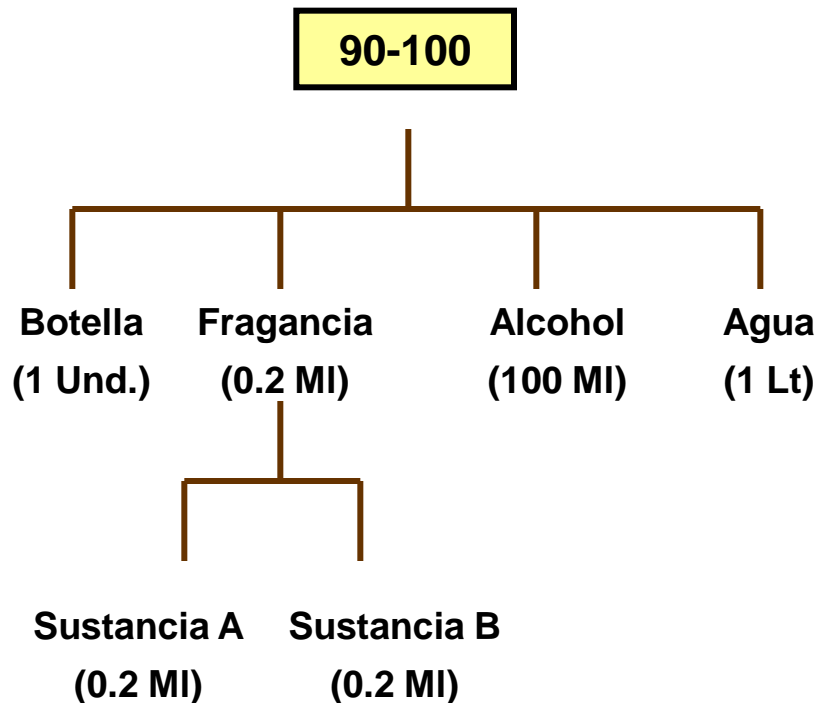 90-100
Botella
(1 Und.)
Fragancia
(0.2 Ml)
Alcohol
(100 Ml)
Agua
(1 Lt)
Sustancia A
(0.2 Ml)
Sustancia B
(0.2 Ml)